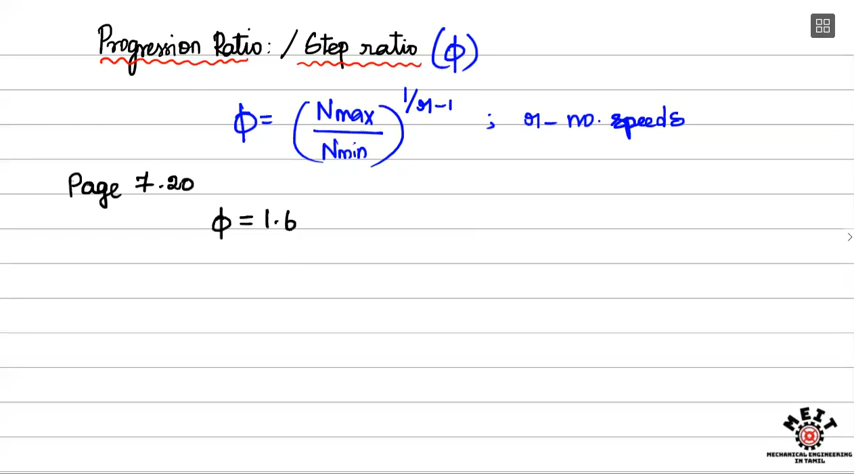 Progression Ratio: / Step ratio (ϕ)
ϕ = (Nmax / Nmin)^1/r-1 ; r - no. speeds
Page 7.20
ϕ = 1.6
MEIT
MECHANICAL ENGINEERING
IN TAMIL